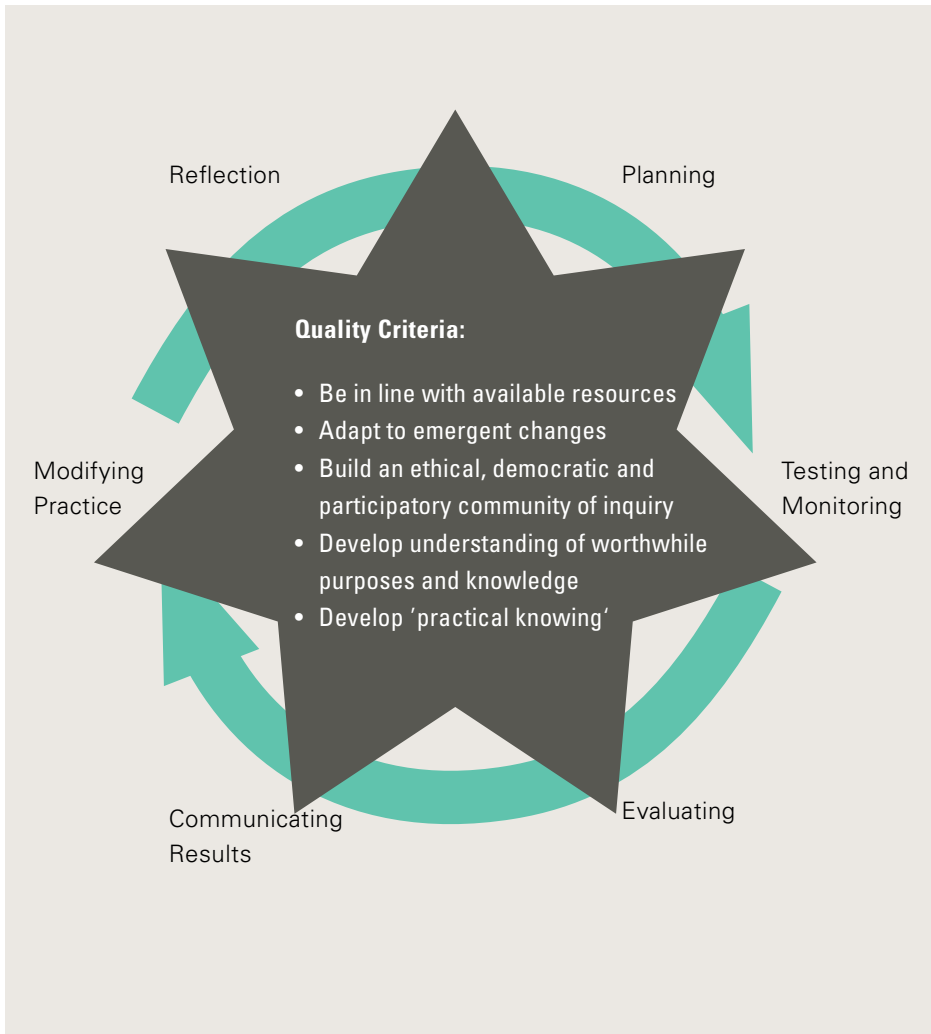 Reflection
Planning
Quality Criteria:
• Be in line with available resources
• Adapt to emergent changes
• Build an ethical, democratic and
participatory community of inquiry
• Develop understanding of worthwhile
purposes and knowledge
• Develop ’practical knowing‘
Modifying
Practice
Testing and
Monitoring
Communicating
Results
Evaluating